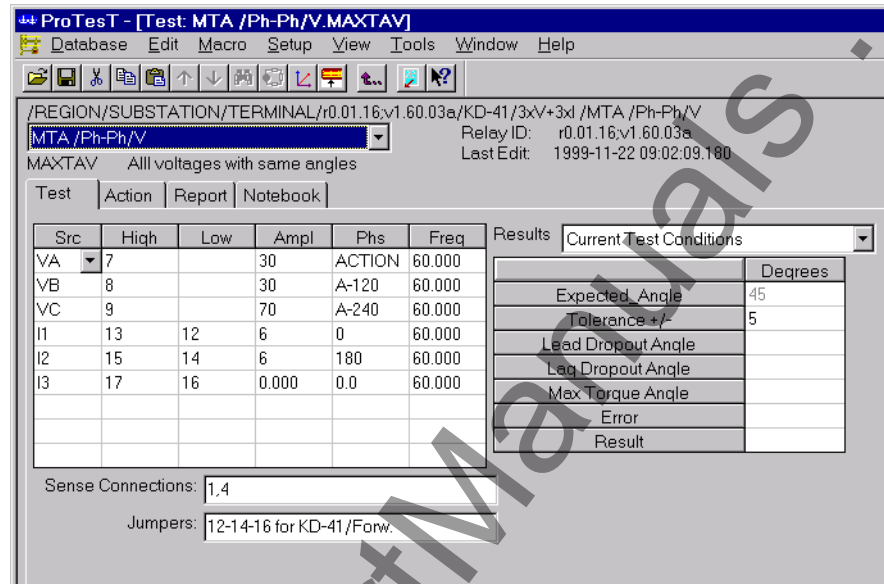 ProTesT - [Test: MTA /Ph-Ph/V.MAXTAV]
Database Edit Macro Setup View Tools Window Help
/REGION/SUBSTATION/TERMINAL/r0.01.16;v1.60.03a/KD-41/3xV+3xI /MTA /Ph-Ph/V
MTA /Ph-Ph/V
Relay ID: r0.01.16;v1.60.03a
Last Edit: 1999-11-22 09:02:09.180
MAXTAV Alll voltages with same angles
Test Action Report Notebook
Src High Low Ampl Phs Freq
VA 7 30 ACTION 60.000
VB 8 30 A-120 60.000
VC 9 70 A-240 60.000
I1 13 12 6 0 60.000
I2 15 14 6 180 60.000
I3 17 16 0.000 0.0 60.000
Results Current Test Conditions
Degrees
Expected_Angle 45
Tolerance +/- 5
Lead Dropout Angle
Lag Dropout Angle
Max Torque Angle
Error
Result
Sense Connections: 1,4
Jumpers: 12-14-16 for KD-41/Forw.
rtManuals .